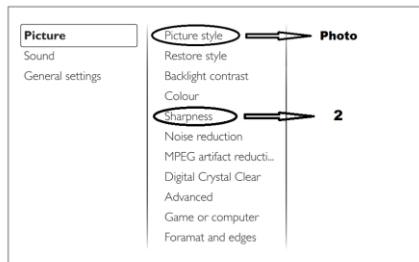 Picture
Sound
General settings
Picture style
Restore style
Backlight contrast
Colour
Sharpness
Noise reduction
MPEG artifact reducti...
Digital Crystal Clear
Advanced
Game or computer
Foramat and edges
Photo
2